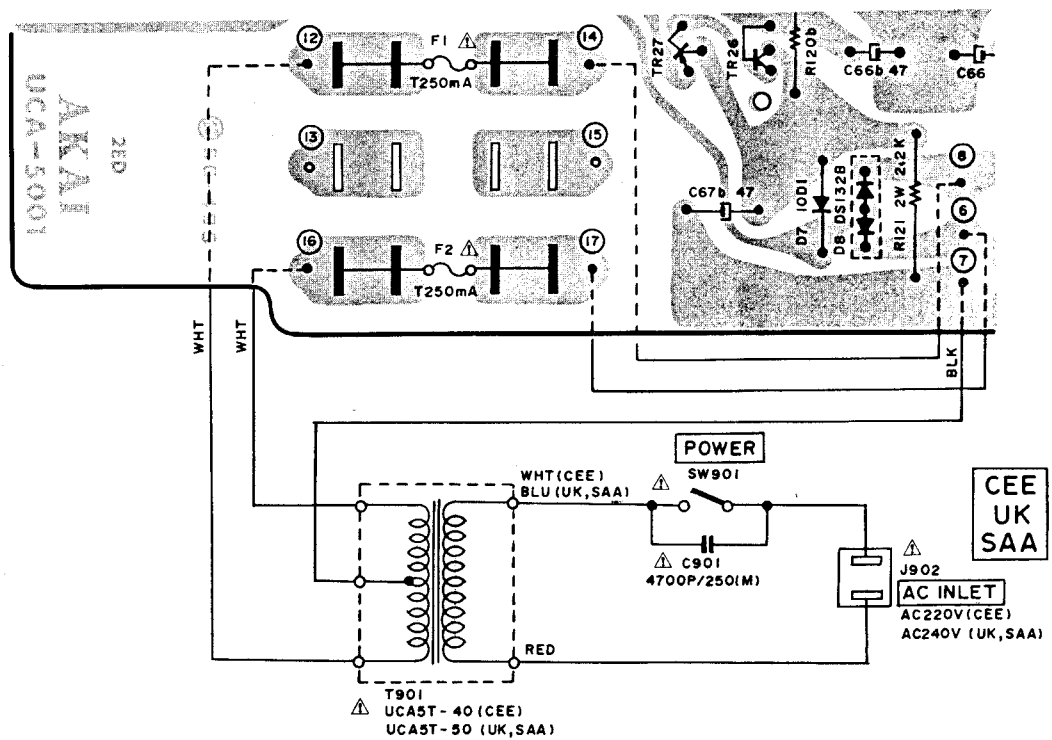 12
F1
14
T250mA
TR27
TR26
R120b
C66b 47
C66
AKAI
UCA-5001
2ED
13
15
8
C67b 47
D7 10D1
D8 DS132B
R121 2W 2.2K
6
16
F2
17
7
T250mA
WHT
WHT
BLK
POWER
SW901
WHT(CEE)
BLU(UK,SAA)
C901
4700P/250(M)
CEE
UK
SAA
J902
AC INLET
AC220V(CEE)
AC240V (UK,SAA)
RED
T901
UCA5T-40(CEE)
UCA5T-50 (UK,SAA)